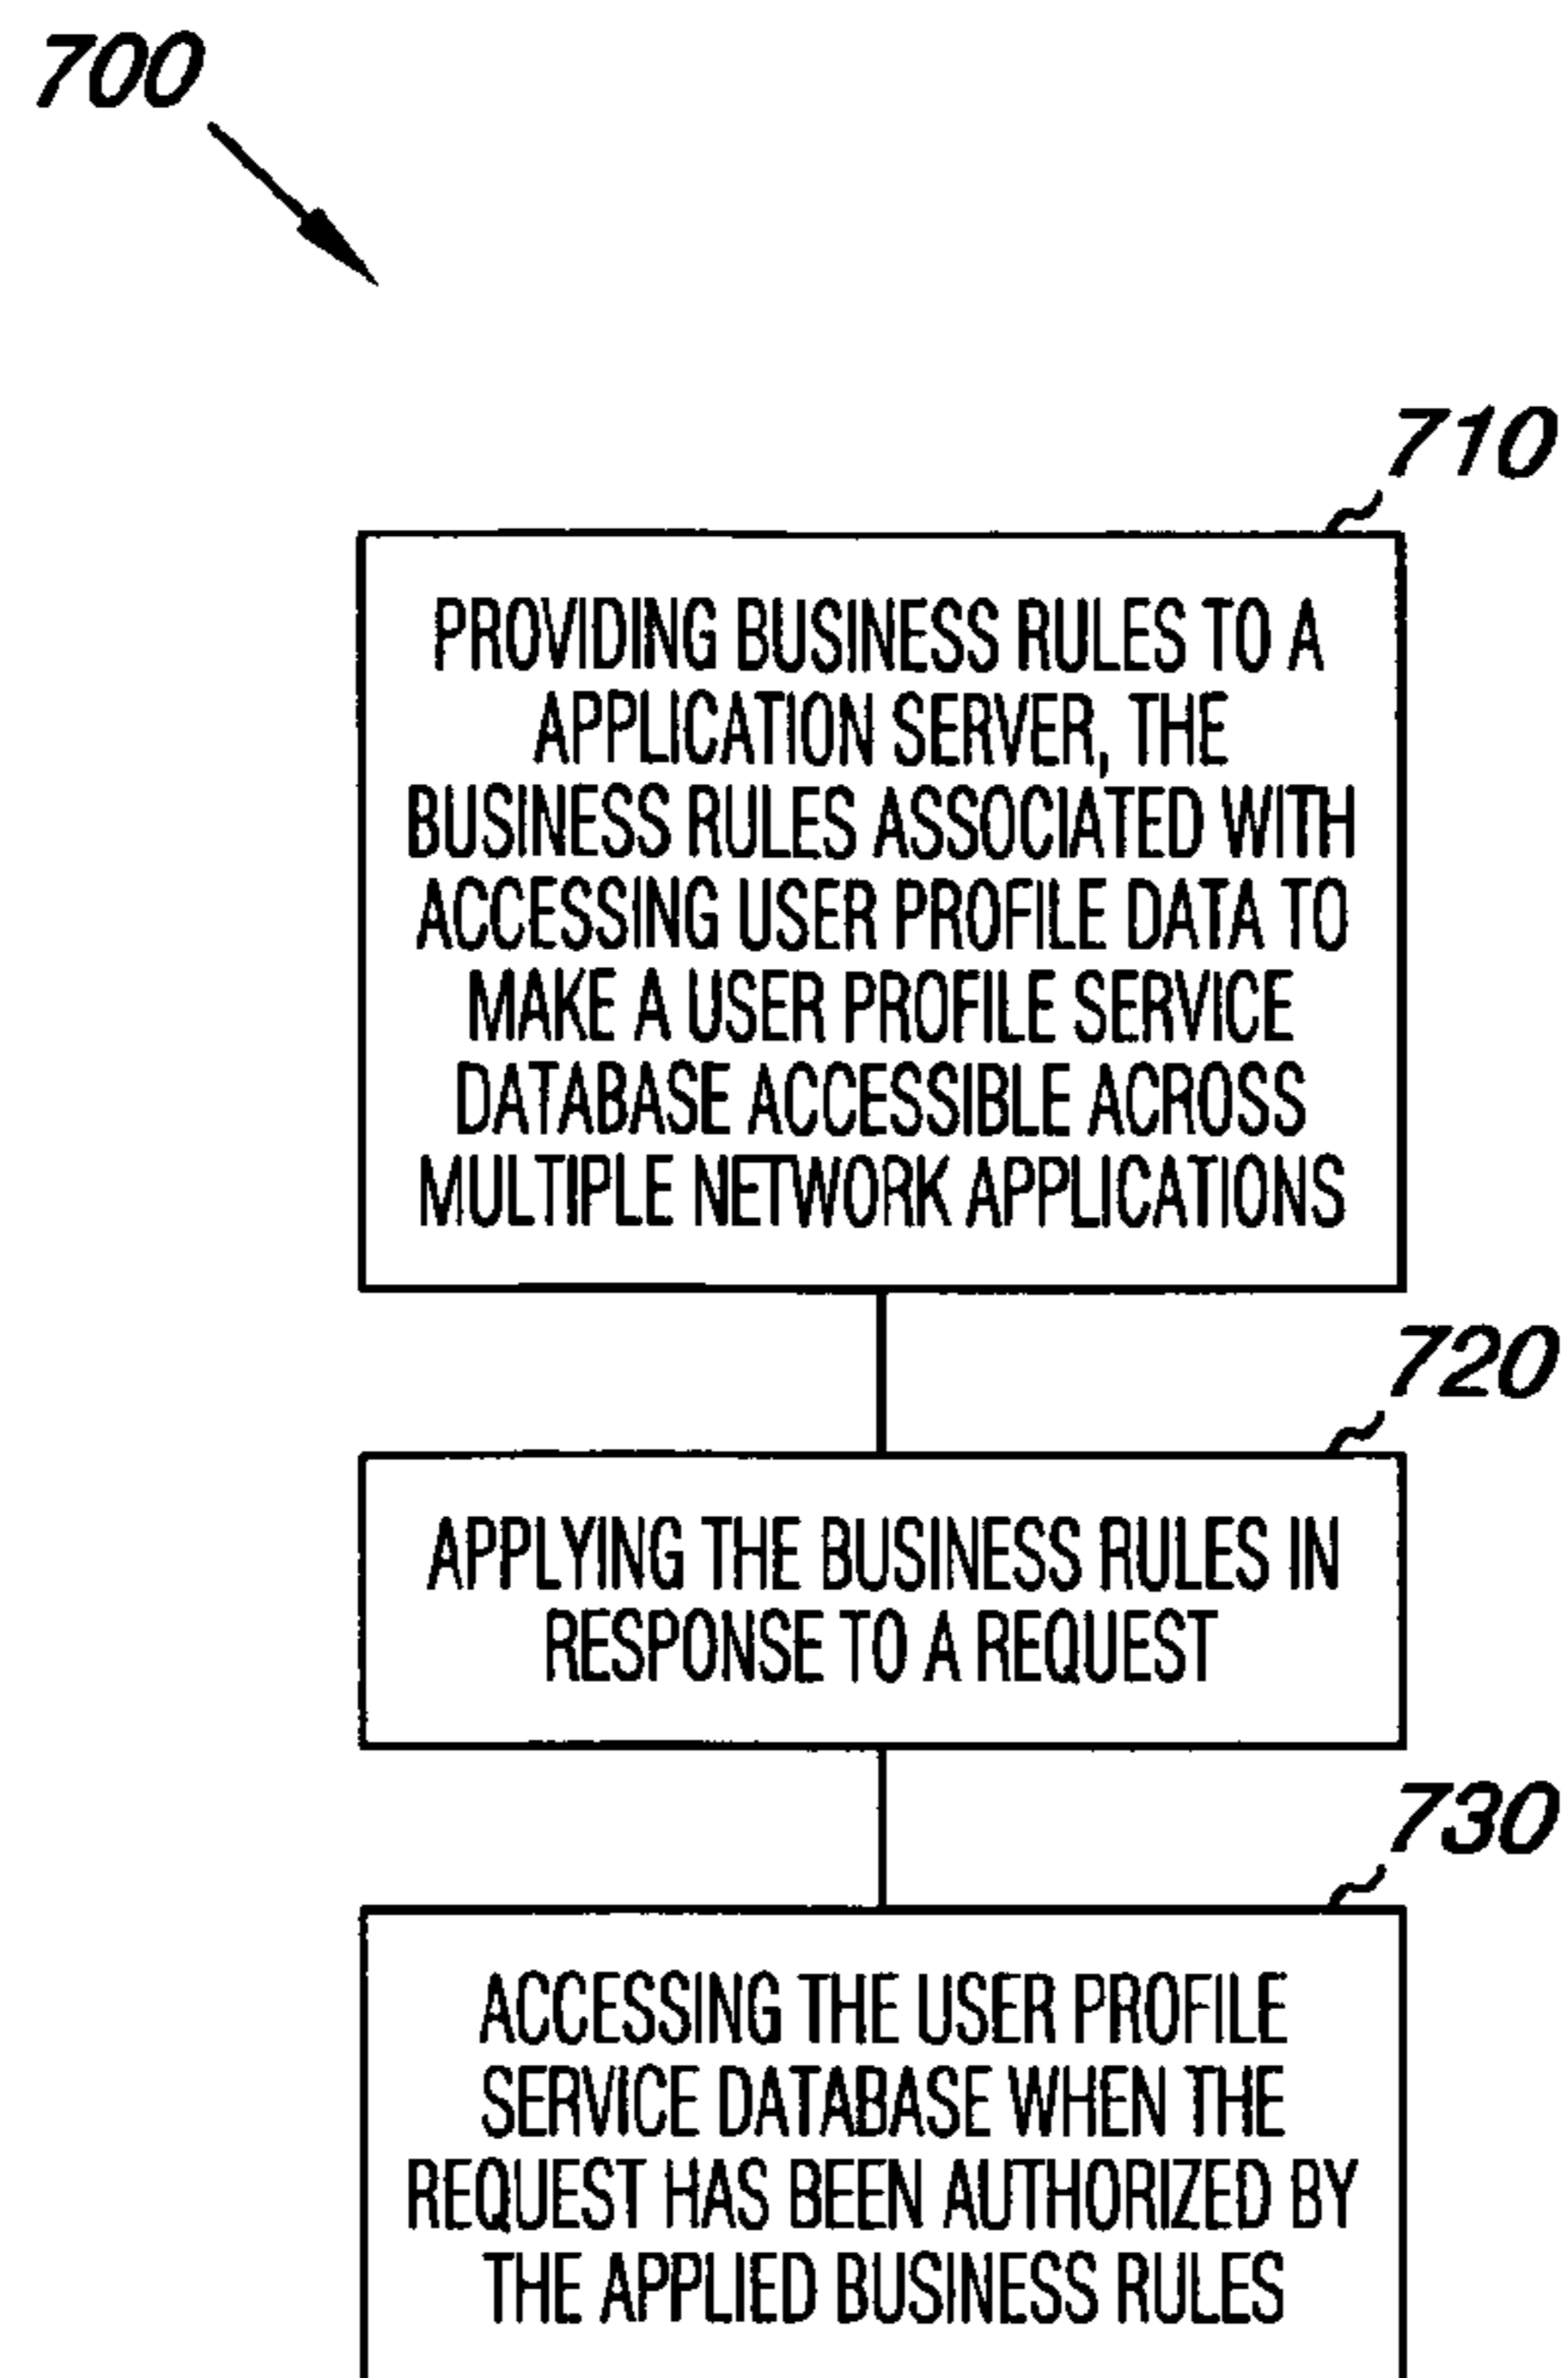 700
710
PROVIDING BUSINESS RULES TO A
APPLICATION SERVER, THE
BUSINESS RULES ASSOCIATED WITH
ACCESSING USER PROFILE DATA TO
MAKE A USER PROFILE SERVICE
DATABASE ACCESSIBLE ACROSS
MULTIPLE NETWORK APPLICATIONS
720
APPLYING THE BUSINESS RULES IN
RESPONSE TO A REQUEST
730
ACCESSING THE USER PROFILE
SERVICE DATABASE WHEN THE
REQUEST HAS BEEN AUTHORIZED BY
THE APPLIED BUSINESS RULES